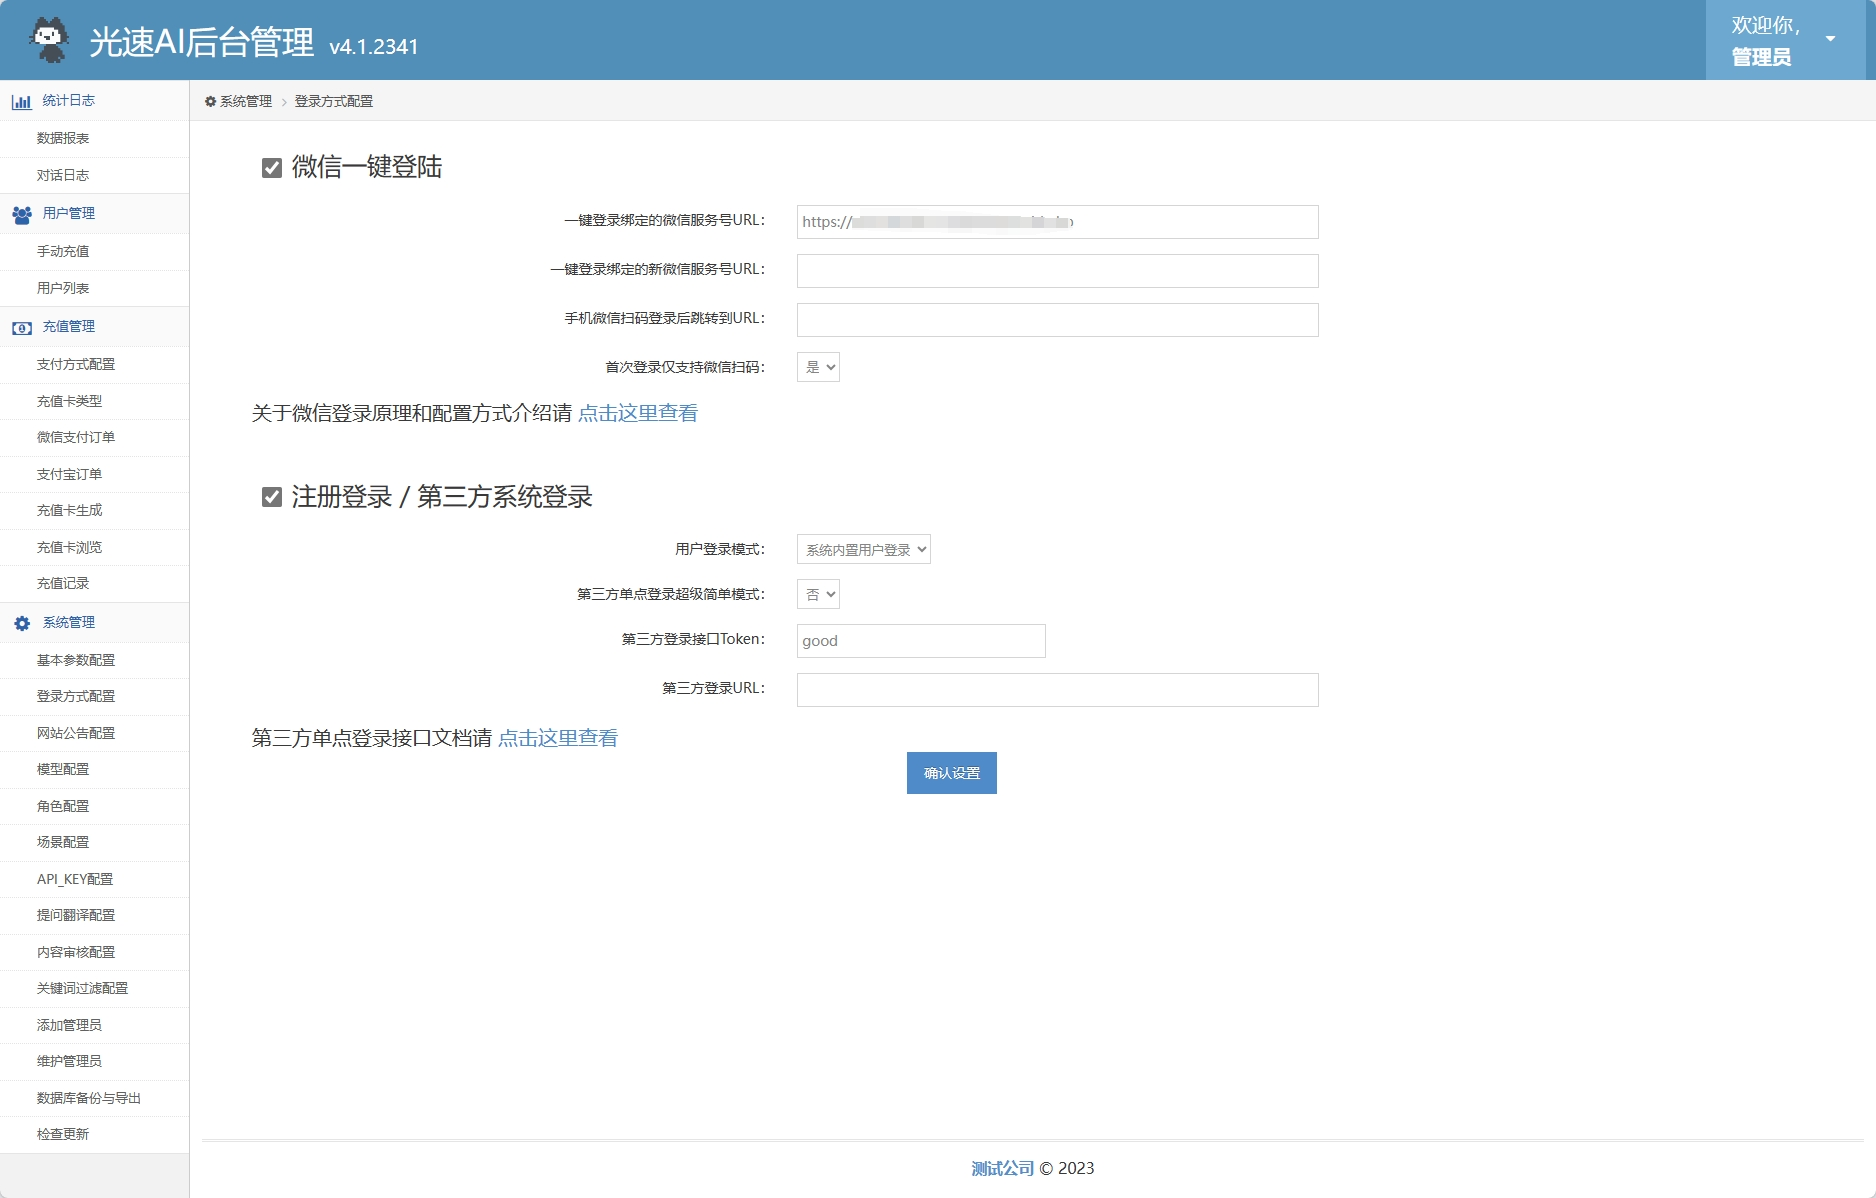 光速AI后台管理 v4.1.2341
欢迎你，
管理员
统计日志
数据报表
对话日志
用户管理
手动充值
用户列表
充值管理
支付方式配置
充值卡类型
微信支付订单
支付宝订单
充值卡生成
充值卡浏览
充值记录
系统管理
基本参数配置
登录方式配置
网站公告配置
模型配置
角色配置
场景配置
API_KEY配置
提问翻译配置
内容审核配置
关键词过滤配置
添加管理员
维护管理员
数据库备份与导出
检查更新
系统管理 > 登录方式配置
微信一键登陆
一键登录绑定的微信服务号URL： https://
一键登录绑定的新微信服务号URL：
手机微信扫码登录后跳转到URL：
首次登录仅支持微信扫码： 是
关于微信登录原理和配置方式介绍请 点击这里查看
注册登录 / 第三方系统登录
用户登录模式： 系统内置用户登录
第三方单点登录超级简单模式： 否
第三方登录接口Token： good
第三方登录URL：
第三方单点登录接口文档请 点击这里查看
确认设置
测试公司 © 2023